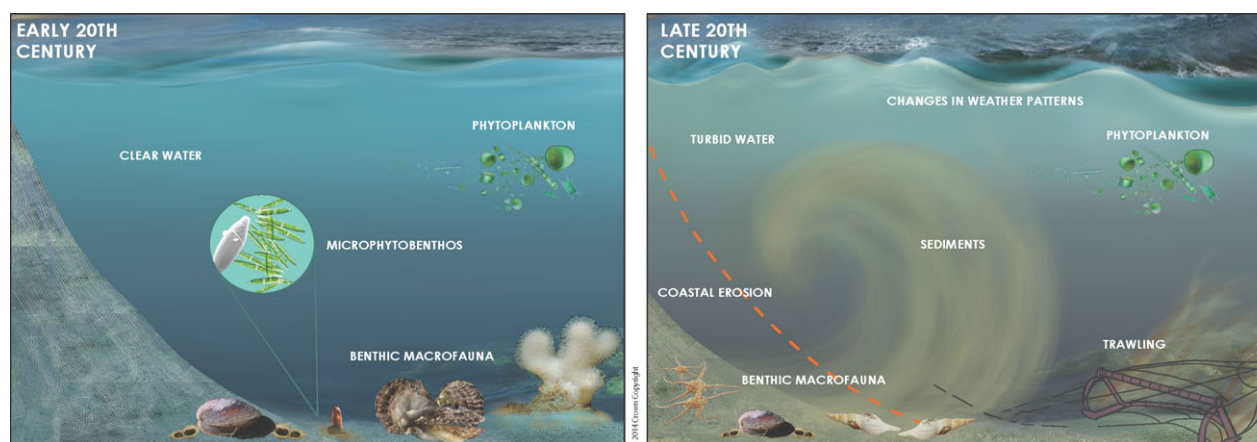 EARLY 20TH
CENTURY
PHYTOPLANKTON
CLEAR WATER
MICROPHYTOBENTHOS
BENTHIC MACROFAUNA
2014 Crown Copyright
LATE 20TH
CENTURY
CHANGES IN WEATHER PATTERNS
TURBID WATER
PHYTOPLANKTON
SEDIMENTS
COASTAL EROSION
TRAWLING
BENTHIC MACROFAUNA